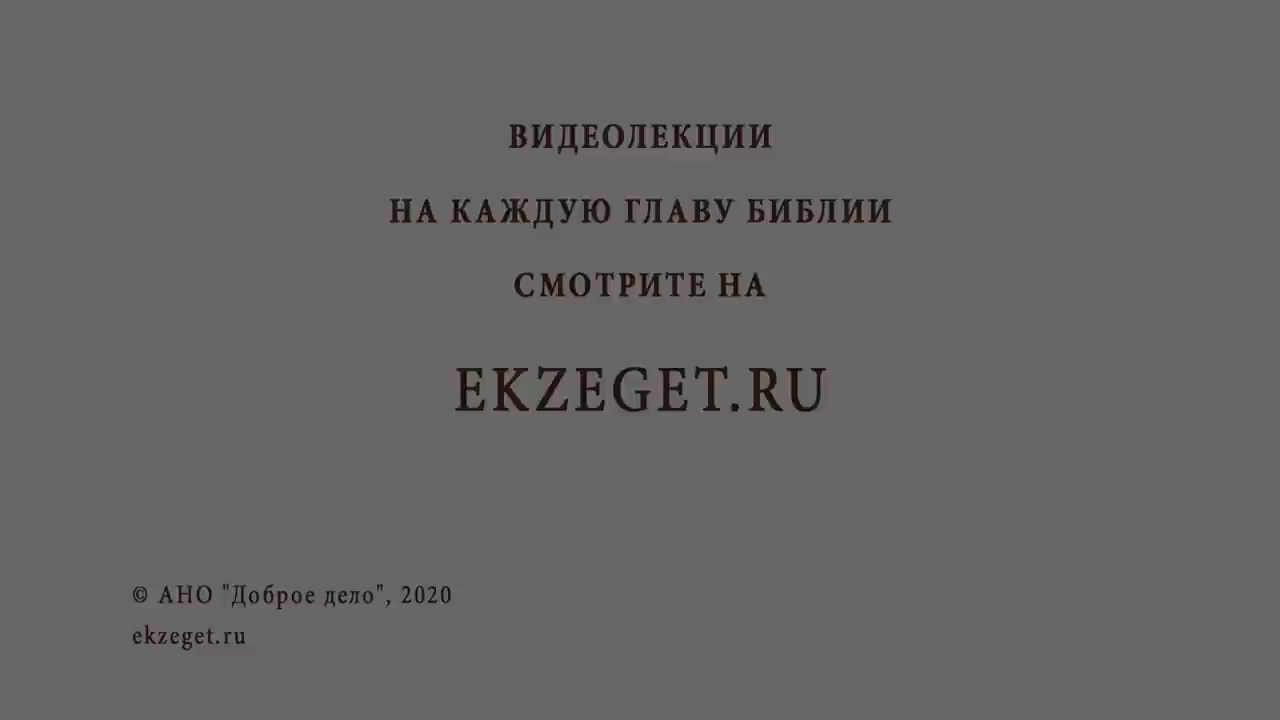 ВИДЕОЛЕКЦИИ
НА КАЖДУЮ ГЛАВУ БИБЛИИ
СМОТРИТЕ НА
EKZEGET.RU
© АНО "Доброе дело", 2020
ekzeget.ru